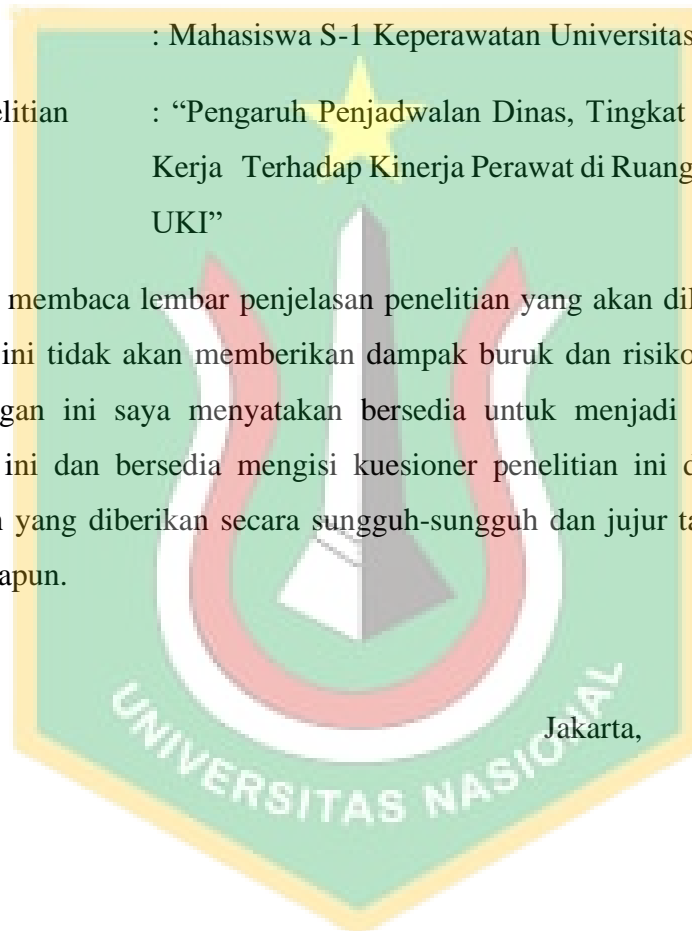 : Mahasiswa S-1 Keperawatan Universitas
elitian : “Pengaruh Penjadwalan Dinas, Tingkat
Kerja Terhadap Kinerja Perawat di Ruang
UKI”
membaca lembar penjelasan penelitian yang akan dil
ini tidak akan memberikan dampak buruk dan risiko
gan ini saya menyatakan bersedia untuk menjadi
ini dan bersedia mengisi kuesioner penelitian ini d
n yang diberikan secara sungguh-sungguh dan jujur ta
apun.
Jakarta,
UNIVERSITAS NASIONAL